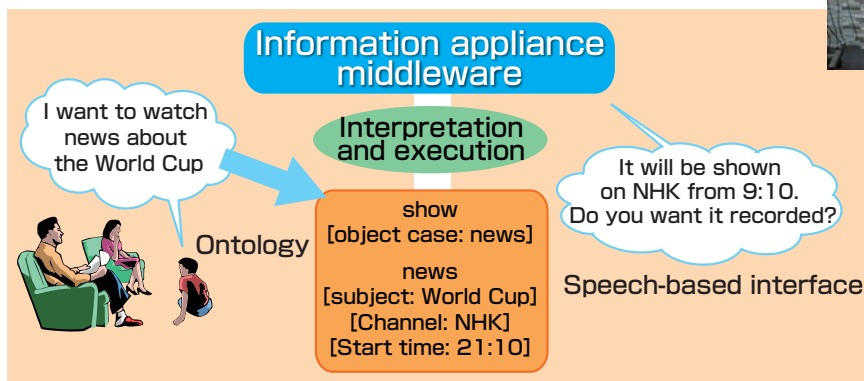 Information appliance
middleware
I want to watch
news about
the World Cup
Interpretation
and execution
It will be shown
on NHK from 9:10.
Do you want it recorded?
Ontology
show
[object case: news]
news
[subject: World Cup]
[Channel: NHK]
[Start time: 21:10]
Speech-based interface